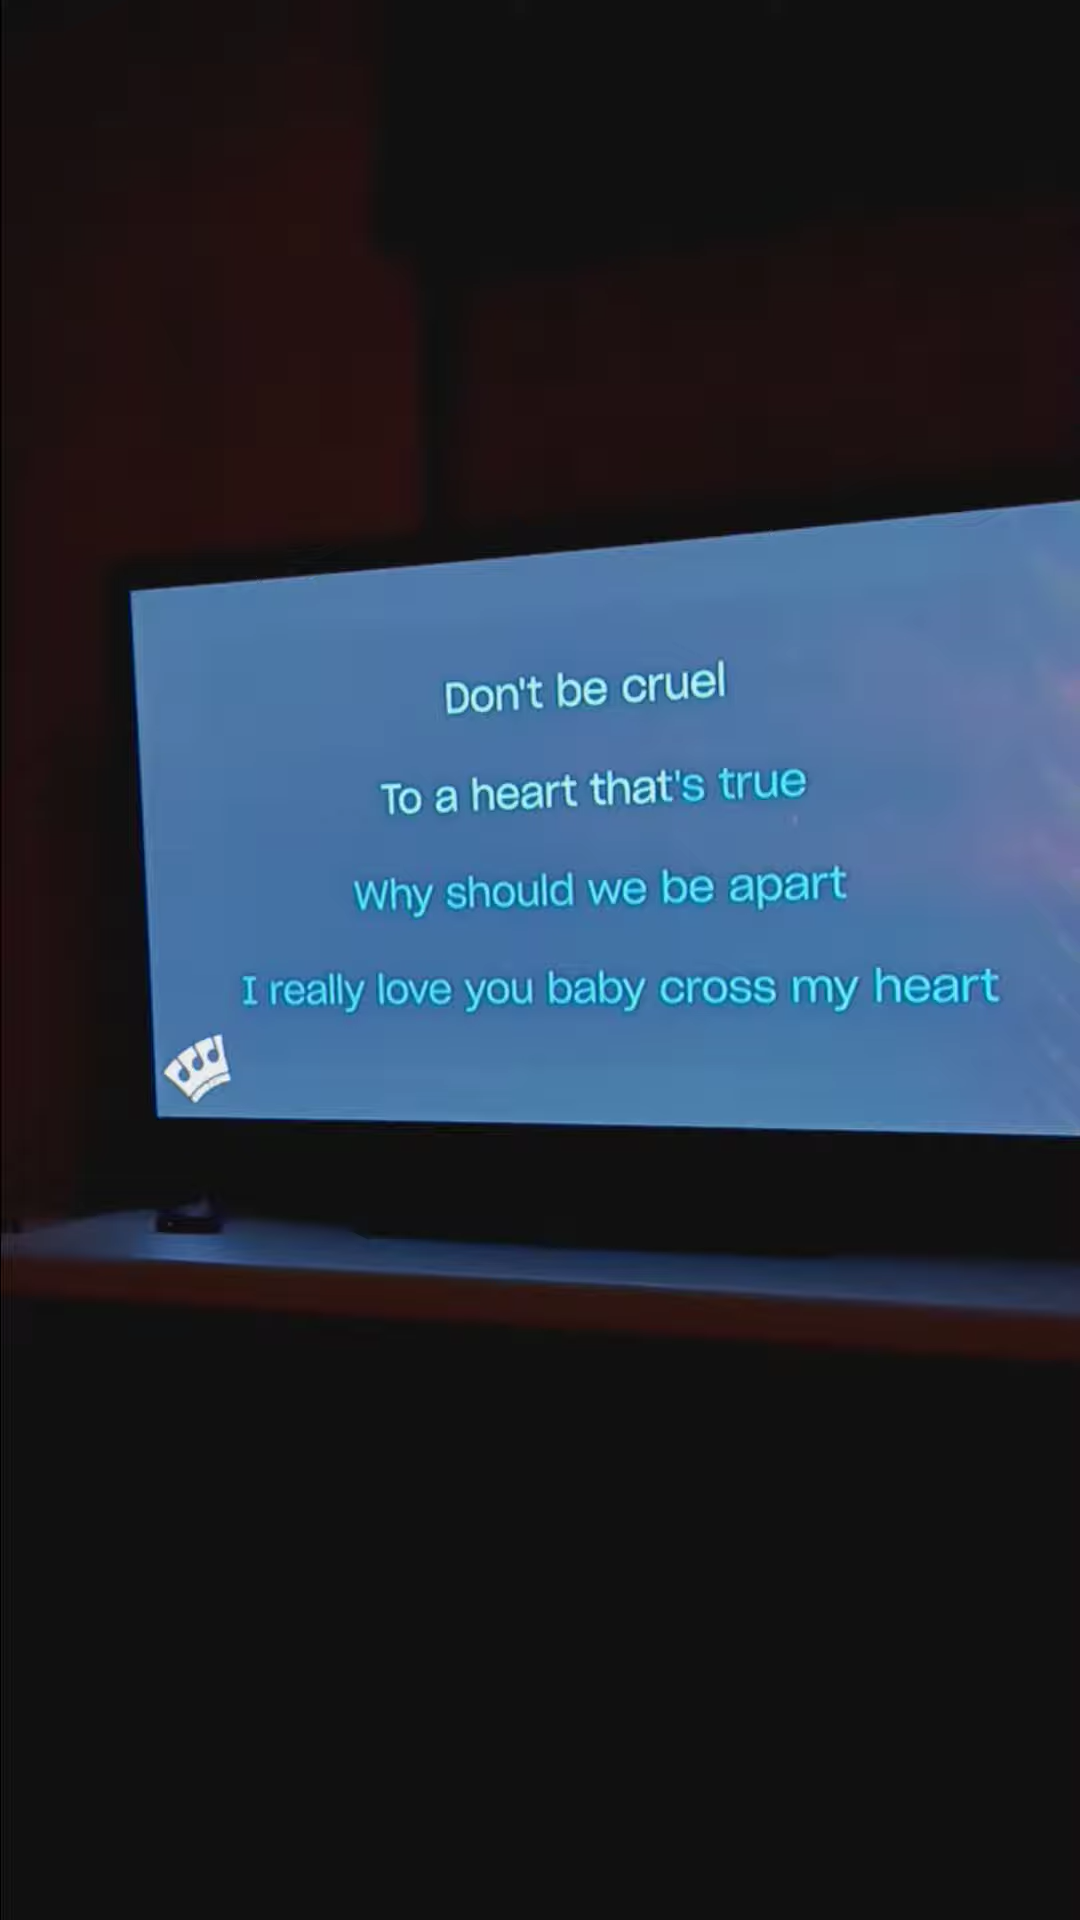 Don't be cruel
To a heart that's true
Why should we be apart
I really love you baby cross my heart